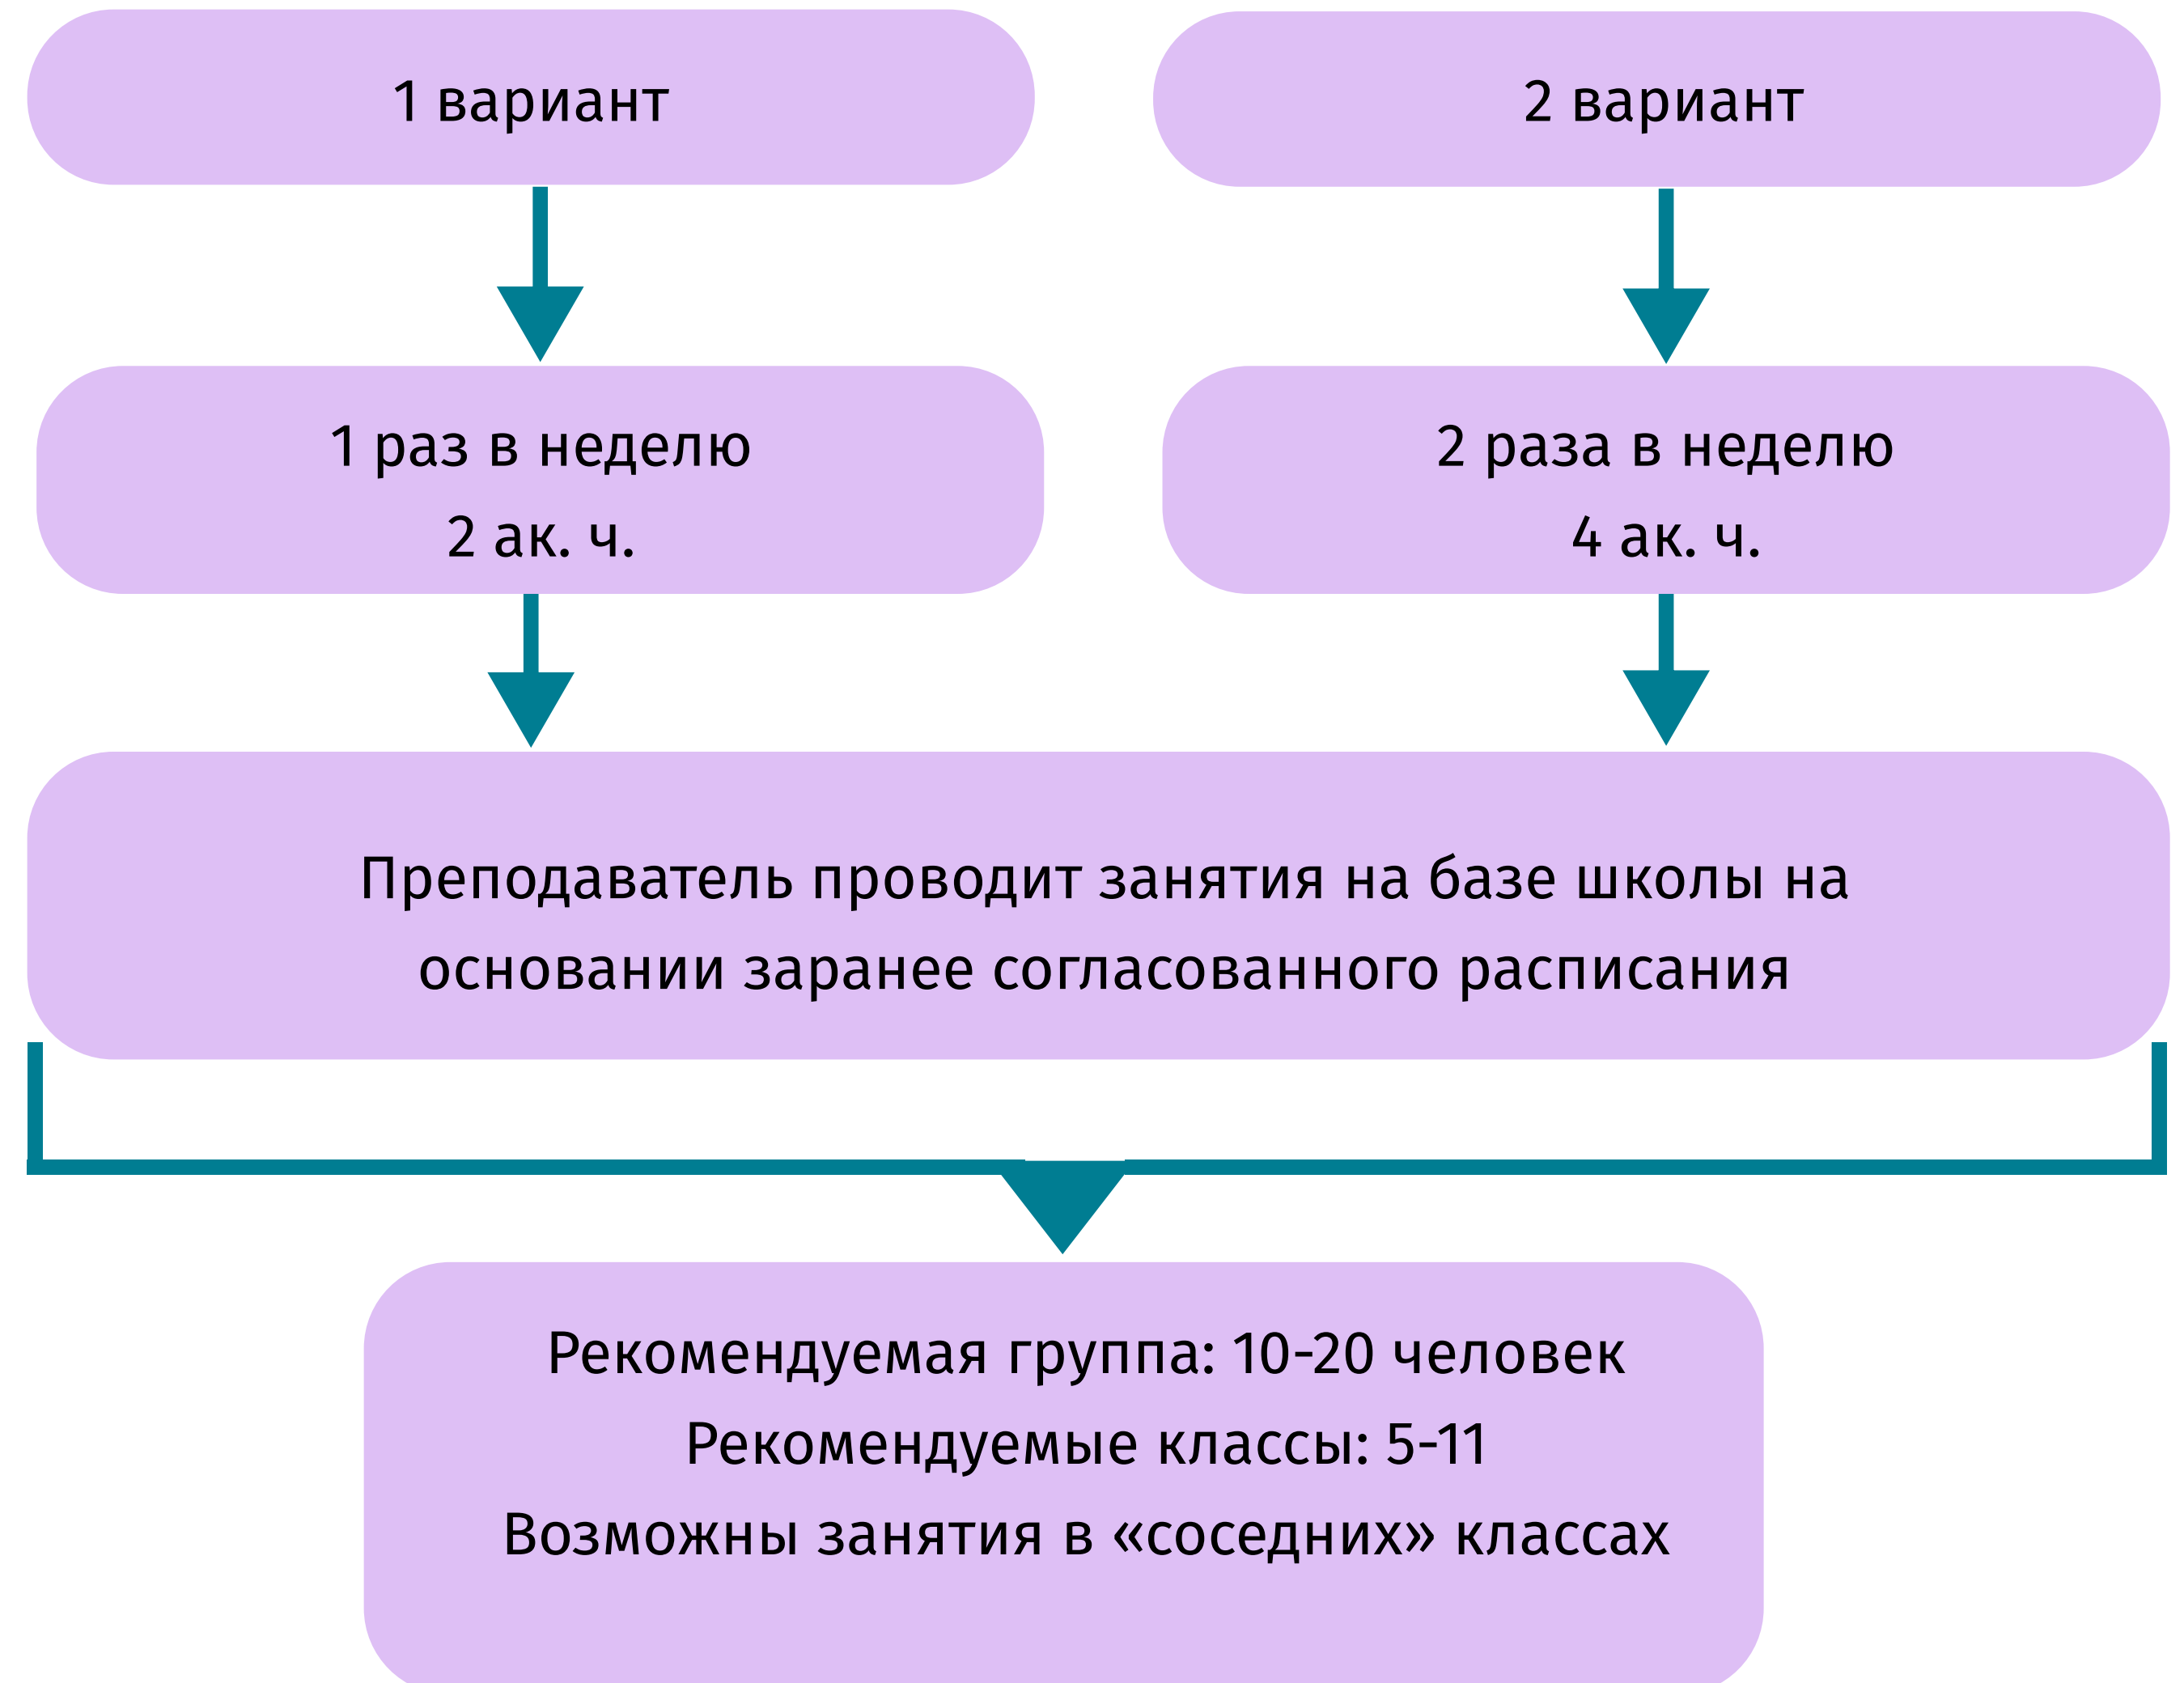 1 вариант
2 вариант
1 раз в неделю
2 ак. ч.
2 раза в неделю
4 ак. ч.
Преподаватель проводит занятия на базе школы на
основании заранее согласованного расписания
Рекомендуемая группа: 10-20 человек
Рекомендуемые классы: 5-11
Возможны занятия в «соседних» классах